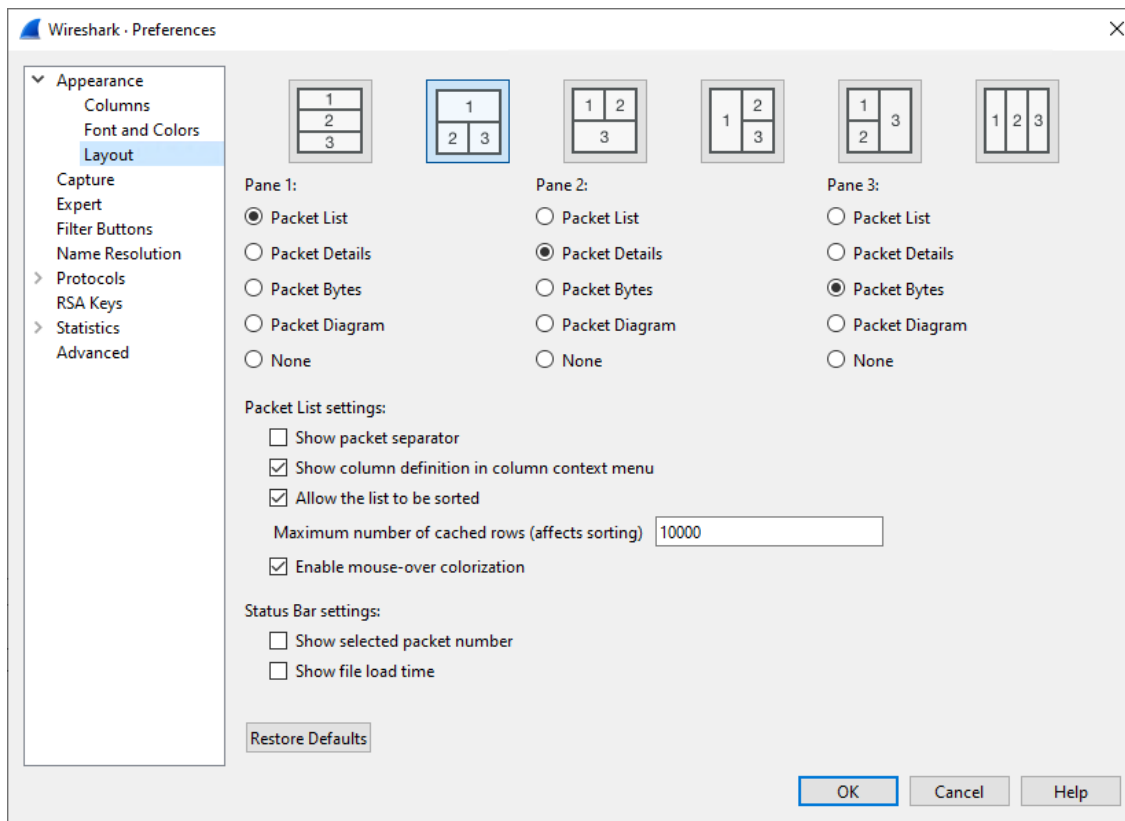 Wireshark · Preferences
Appearance
Columns
Font and Colors
Layout
Capture
Expert
Filter Buttons
Name Resolution
Protocols
RSA Keys
Statistics
Advanced
1
2
3
1
2 3
1 2
3
1 2
3
1 3
2
1 2 3
Pane 1: Pane 2: Pane 3:
Packet List Packet List Packet List
Packet Details Packet Details Packet Details
Packet Bytes Packet Bytes Packet Bytes
Packet Diagram Packet Diagram Packet Diagram
None None None
Packet List settings:
Show packet separator
Show column definition in column context menu
Allow the list to be sorted
Maximum number of cached rows (affects sorting) 10000
Enable mouse-over colorization
Status Bar settings:
Show selected packet number
Show file load time
Restore Defaults
OK Cancel Help